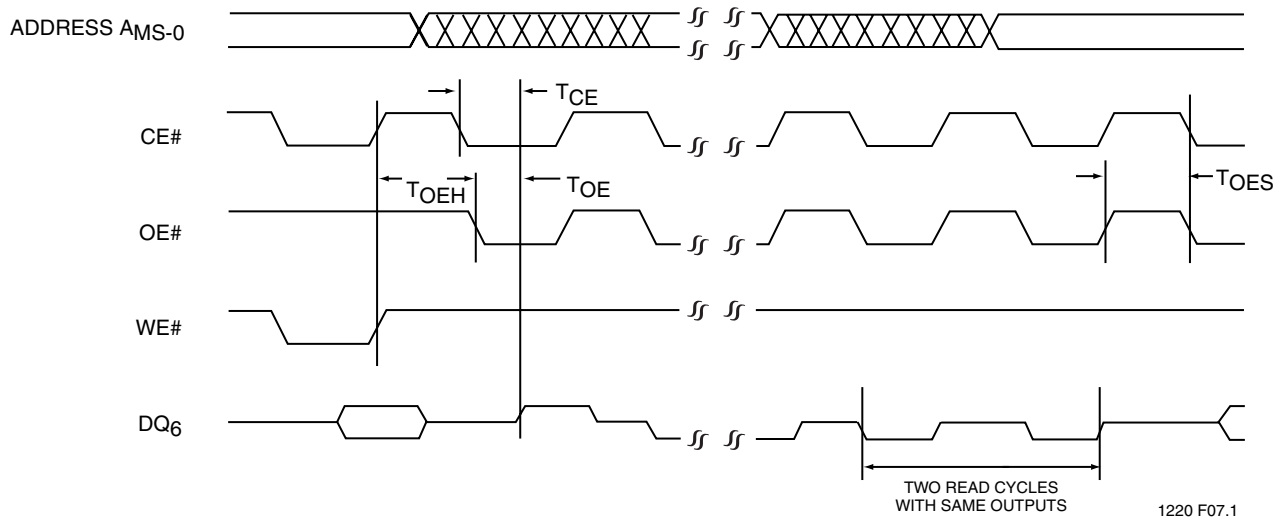 ADDRESS AMS-0
TCE
CE#
TOEH
TOE
TOES
OE#
WE#
DQ6
TWO READ CYCLES
WITH SAME OUTPUTS
1220 F07.1